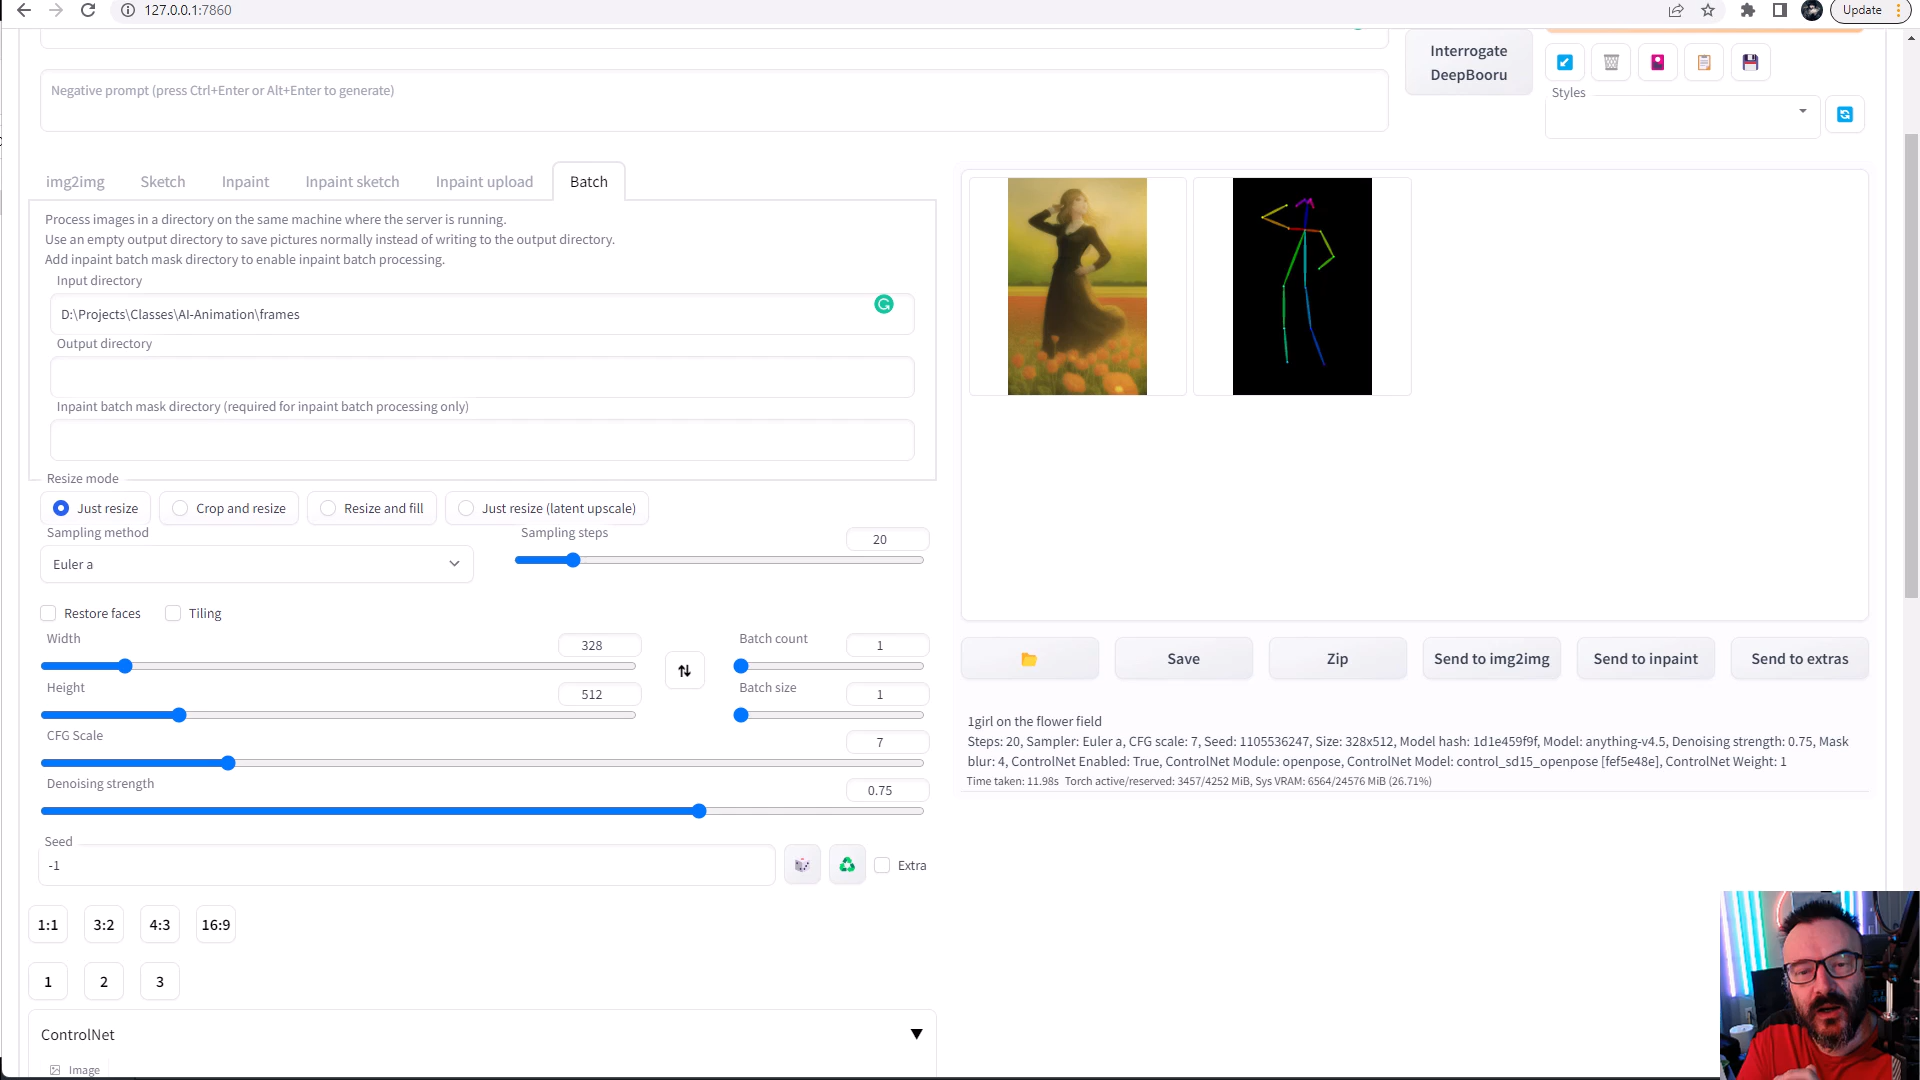 127.0.0.1:7860
Update
Interrogate
DeepBooru
Negative prompt (press Ctrl+Enter or Alt+Enter to generate)
Styles
img2img
Sketch
Inpaint
Inpaint sketch
Inpaint upload
Batch
Process images in a directory on the same machine where the server is running.
Use an empty output directory to save pictures normally instead of writing to the output directory.
Add inpaint batch mask directory to enable inpaint batch processing.
Input directory
D:\Projects\Classes\AI-Animation\frames
Output directory
Inpaint batch mask directory (required for inpaint batch processing only)
Resize mode
Just resize
Crop and resize
Resize and fill
Just resize (latent upscale)
Sampling method
Euler a
Sampling steps
20
Restore faces
Tiling
Width
328
Batch count
1
Height
512
Batch size
1
CFG Scale
7
Denoising strength
0.75
Seed
-1
Extra
1:1
3:2
4:3
16:9
1
2
3
ControlNet
Image
Save
Zip
Send to img2img
Send to inpaint
Send to extras
1girl on the flower field
Steps: 20, Sampler: Euler a, CFG scale: 7, Seed: 1105536247, Size: 328x512, Model hash: 1d1e459f9f, Model: anything-v4.5, Denoising strength: 0.75, Mask
blur: 4, ControlNet Enabled: True, ControlNet Module: openpose, ControlNet Model: control_sd15_openpose [fef5e48e], ControlNet Weight: 1
Time taken: 11.98s Torch active/reserved: 3457/4252 MiB, Sys VRAM: 6564/24576 MiB (26.71%)